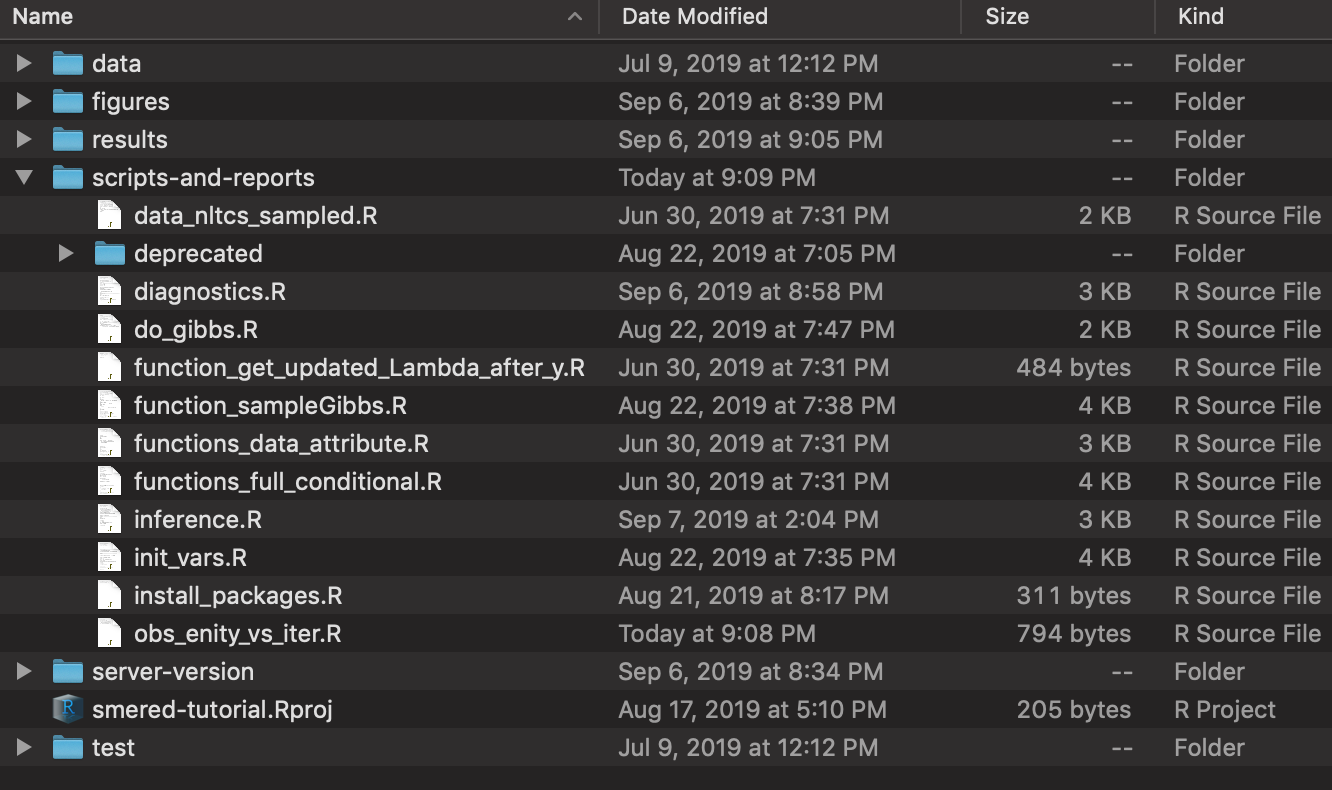 Name Date Modified Size Kind
data Jul 9, 2019 at 12:12 PM -- Folder
figures Sep 6, 2019 at 8:39 PM -- Folder
results Sep 6, 2019 at 9:05 PM -- Folder
scripts-and-reports Today at 9:09 PM -- Folder
data_nltcs_sampled.R Jun 30, 2019 at 7:31 PM 2 KB R Source File
deprecated Aug 22, 2019 at 7:05 PM -- Folder
diagnostics.R Sep 6, 2019 at 8:58 PM 3 KB R Source File
do_gibbs.R Aug 22, 2019 at 7:47 PM 2 KB R Source File
function_get_updated_Lambda_after_y.R Jun 30, 2019 at 7:31 PM 484 bytes R Source File
function_sampleGibbs.R Aug 22, 2019 at 7:38 PM 4 KB R Source File
functions_data_attribute.R Jun 30, 2019 at 7:31 PM 3 KB R Source File
functions_full_conditional.R Jun 30, 2019 at 7:31 PM 4 KB R Source File
inference.R Sep 7, 2019 at 2:04 PM 3 KB R Source File
init_vars.R Aug 22, 2019 at 7:35 PM 4 KB R Source File
install_packages.R Aug 21, 2019 at 8:17 PM 311 bytes R Source File
obs_enity_vs_iter.R Today at 9:08 PM 794 bytes R Source File
server-version Sep 6, 2019 at 8:34 PM -- Folder
smered-tutorial.Rproj Aug 17, 2019 at 5:10 PM 205 bytes R Project
test Jul 9, 2019 at 12:12 PM -- Folder